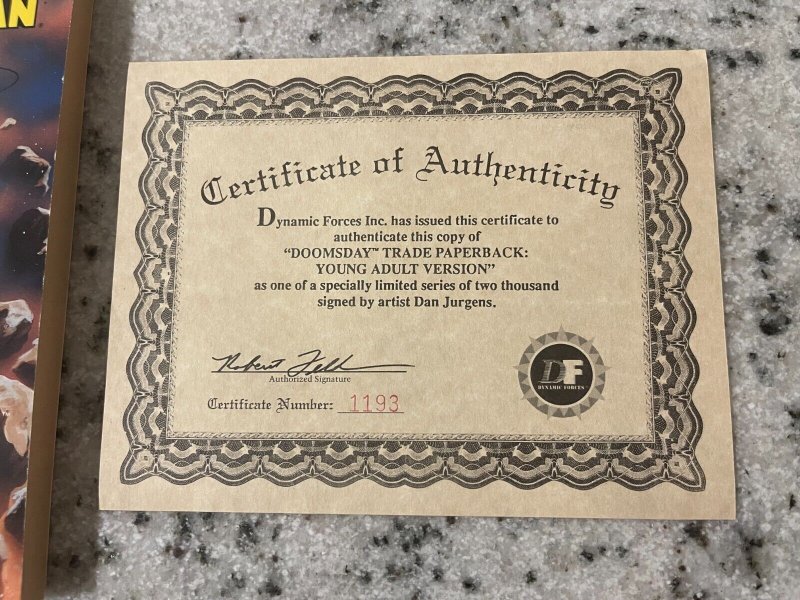 AN
Certificate of Authenticity
Dynamic Forces Inc. has issued this certificate to
authenticate this copy of
“DOOMSDAY™ TRADE PAPERBACK:
YOUNG ADULT VERSION”
as one of a specially limited series of two thousand
signed by artist Dan Jurgens.
Authorized Signature
Certificate Number: 1193
DF
DYNAMIC FORCES